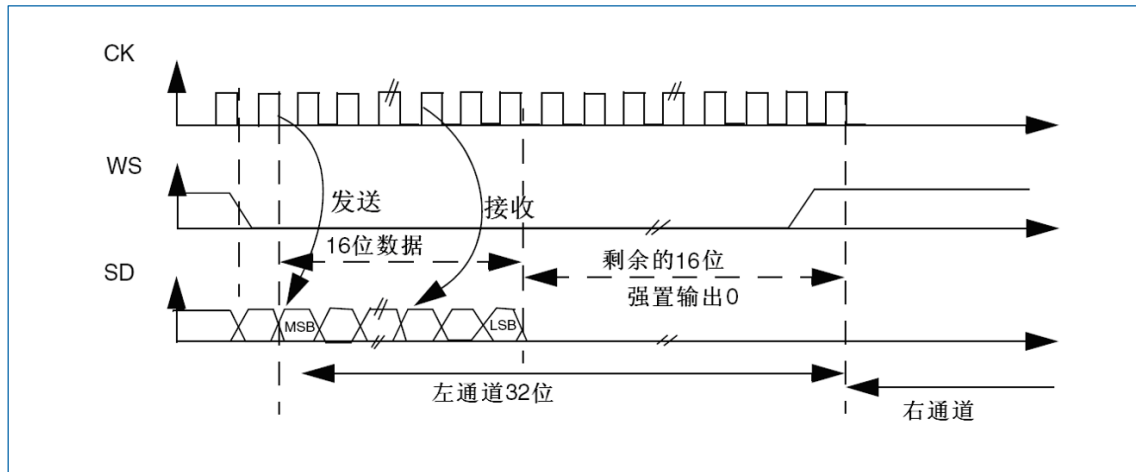 CK
WS
发送
接收
16位数据
剩余的16位
SD
强置输出0
MSB
LSB
左通道32位
右通道